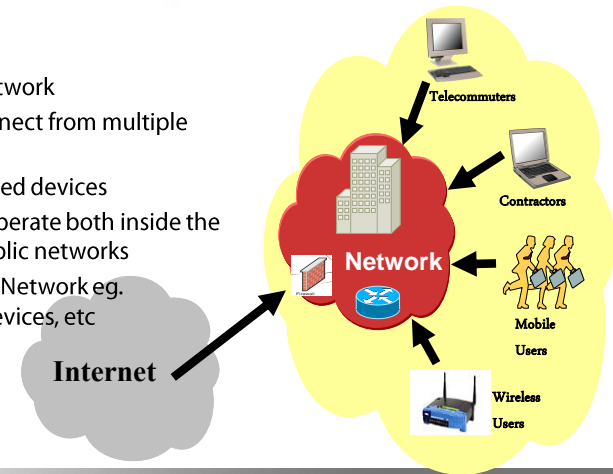 twork
nect from multiple
ed devices
perate both inside the
blic networks
Network eg.
evices, etc
Internet
Telecommuters
Contractors
Network
Firewall
Mobile
Users
Wireless
Users